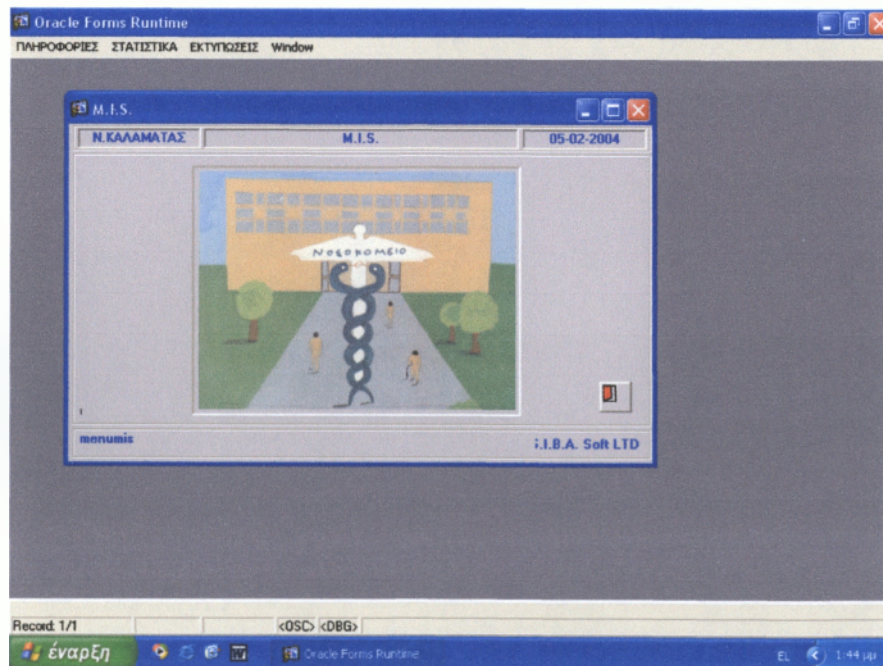 Oracle Forms Runtime
ΠΛΗΡΟΦΟΡΙΕΣ ΣΤΑΤΙΣΤΙΚΑ ΕΚΤΥΠΩΣΕΙΣ Window
M.I.S.
Ν.ΚΑΛΑΜΑΤΑΣ M.I.S. 05-02-2004
ΝΟΣΟΚΟΜΕΙΟ
menumis
.I.B.A. Soft LTD
Record: 1/1 <OSC> <DBG>
έναρξη Oracle Forms Runtime EL 1:44 μμ